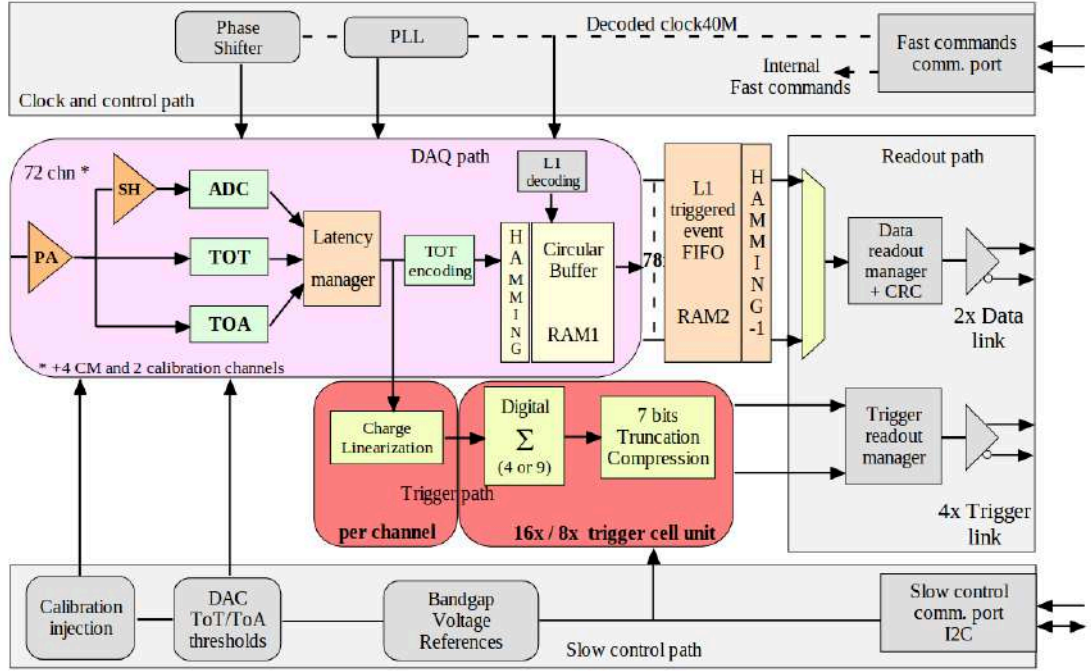 Phase
Shifter
PLL
Decoded clock40M
Fast commands
comm. port
Internal
Fast commands
Clock and control path
72 chn *
DAQ path
L1
decoding
SH
ADC
PA
TOT
TOA
Latency
manager
TOT
encoding
HAMMING
Circular
Buffer
RAM1
78
L1
triggered
event
FIFO
RAM2
HAMMING-1
Readout path
Data
readout
manager
+ CRC
2x Data
link
* +4 CM and 2 calibration channels
Charge
Linearization
Digital
Σ
(4 or 9)
7 bits
Truncation
Compression
Trigger path
per channel
16x / 8x trigger cell unit
Trigger
readout
manager
4x Trigger
link
Calibration
injection
DAC
ToT/ToA
thresholds
Bandgap
Voltage
References
Slow control
comm. port
I2C
Slow control path